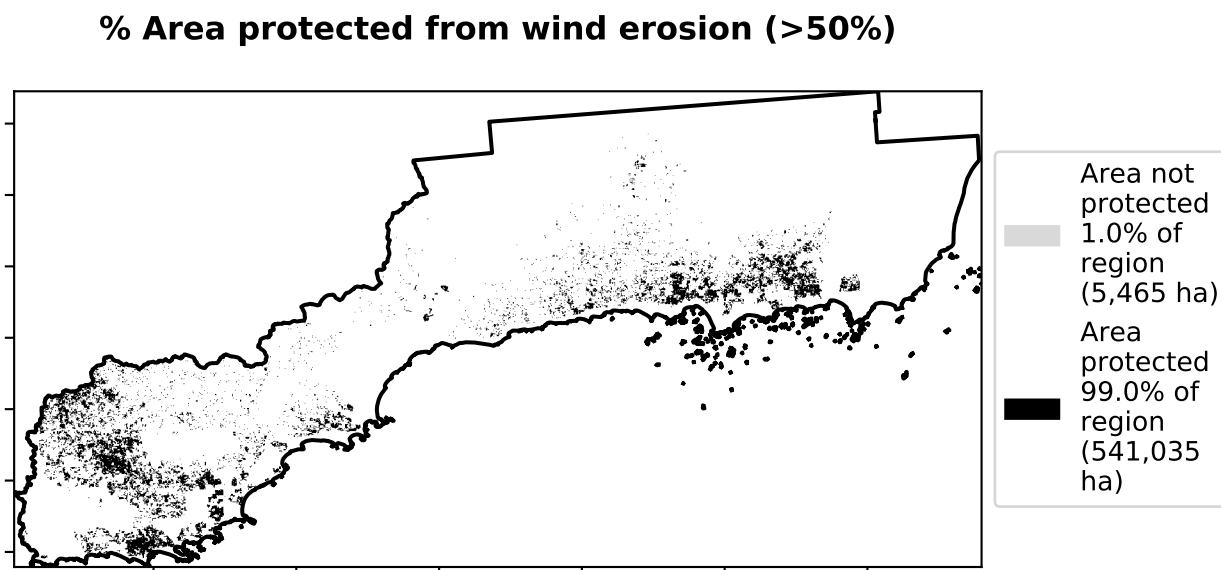 % Area protected from wind erosion (>50%)
Area not
protected
1.0% of
region
(5,465 ha)
Area
protected
99.0% of
region
(541,035
ha)